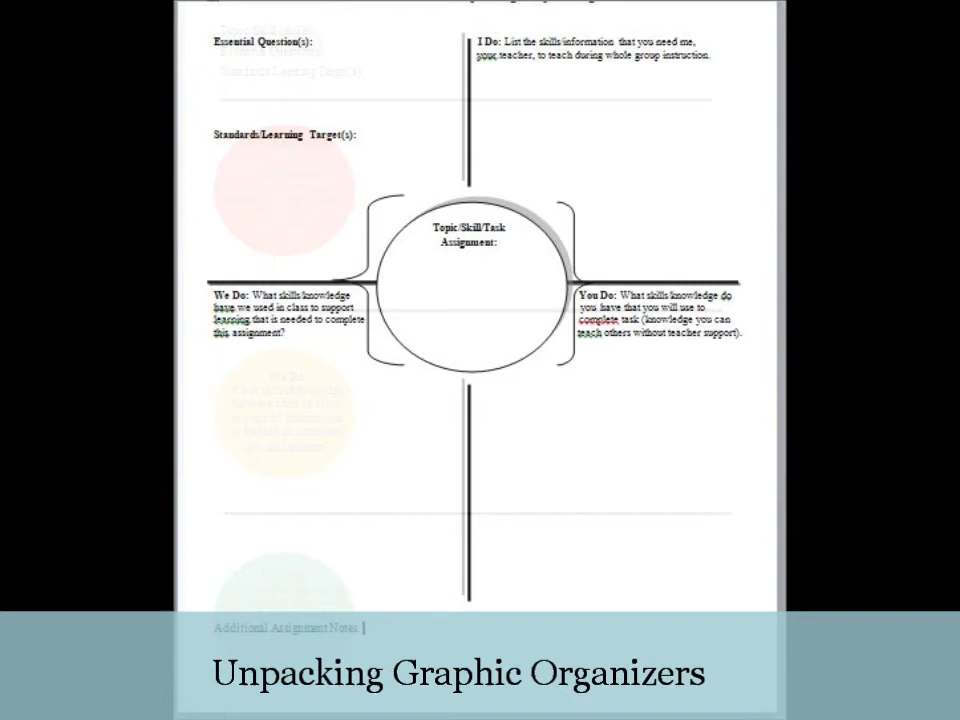 Essential Question(s):
I Do: List the skills/information that you need me,
your teacher, to teach during whole group instruction.
Standards/Learning Target(s):
Topic/Skill/Task
Assignment:
We Do: What skills/knowledge
have we used in class to support
learning that is needed to complete
this assignment?
You Do: What skills/knowledge do
you have that you will use to
complete task (knowledge you can
teach others without teacher support).
We Do
Additional Assignment Notes:
Unpacking Graphic Organizers